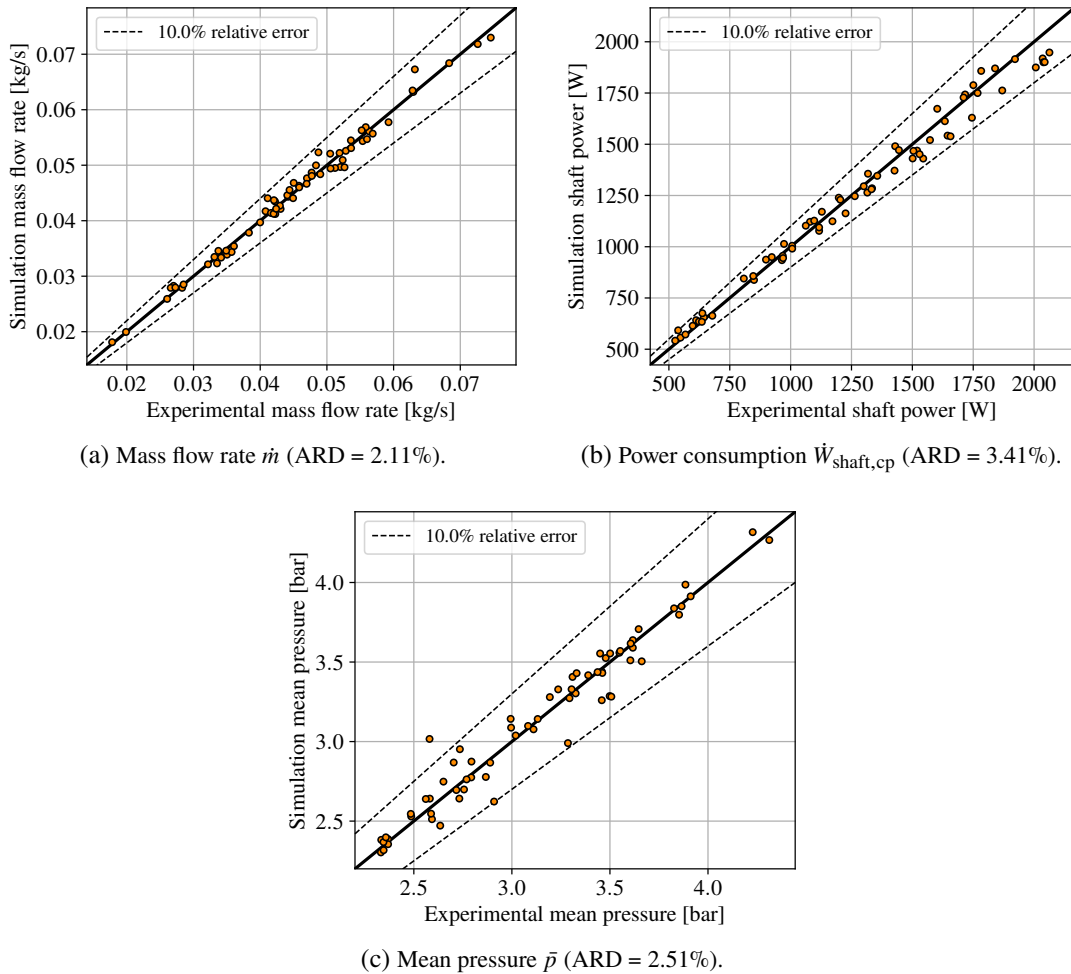 10.0% relative error
Simulation mass flow rate [kg/s]
0.07
0.06
0.05
0.04
0.03
0.02
0.02 0.03 0.04 0.05 0.06 0.07
Experimental mass flow rate [kg/s]
(a) Mass flow rate ṁ (ARD = 2.11%).
10.0% relative error
Simulation shaft power [W]
2000
1750
1500
1250
1000
750
500
500 750 1000 1250 1500 1750 2000
Experimental shaft power [W]
(b) Power consumption Ẇshaft,cp (ARD = 3.41%).
10.0% relative error
Simulation mean pressure [bar]
4.0
3.5
3.0
2.5
2.5 3.0 3.5 4.0
Experimental mean pressure [bar]
(c) Mean pressure p̄ (ARD = 2.51%).